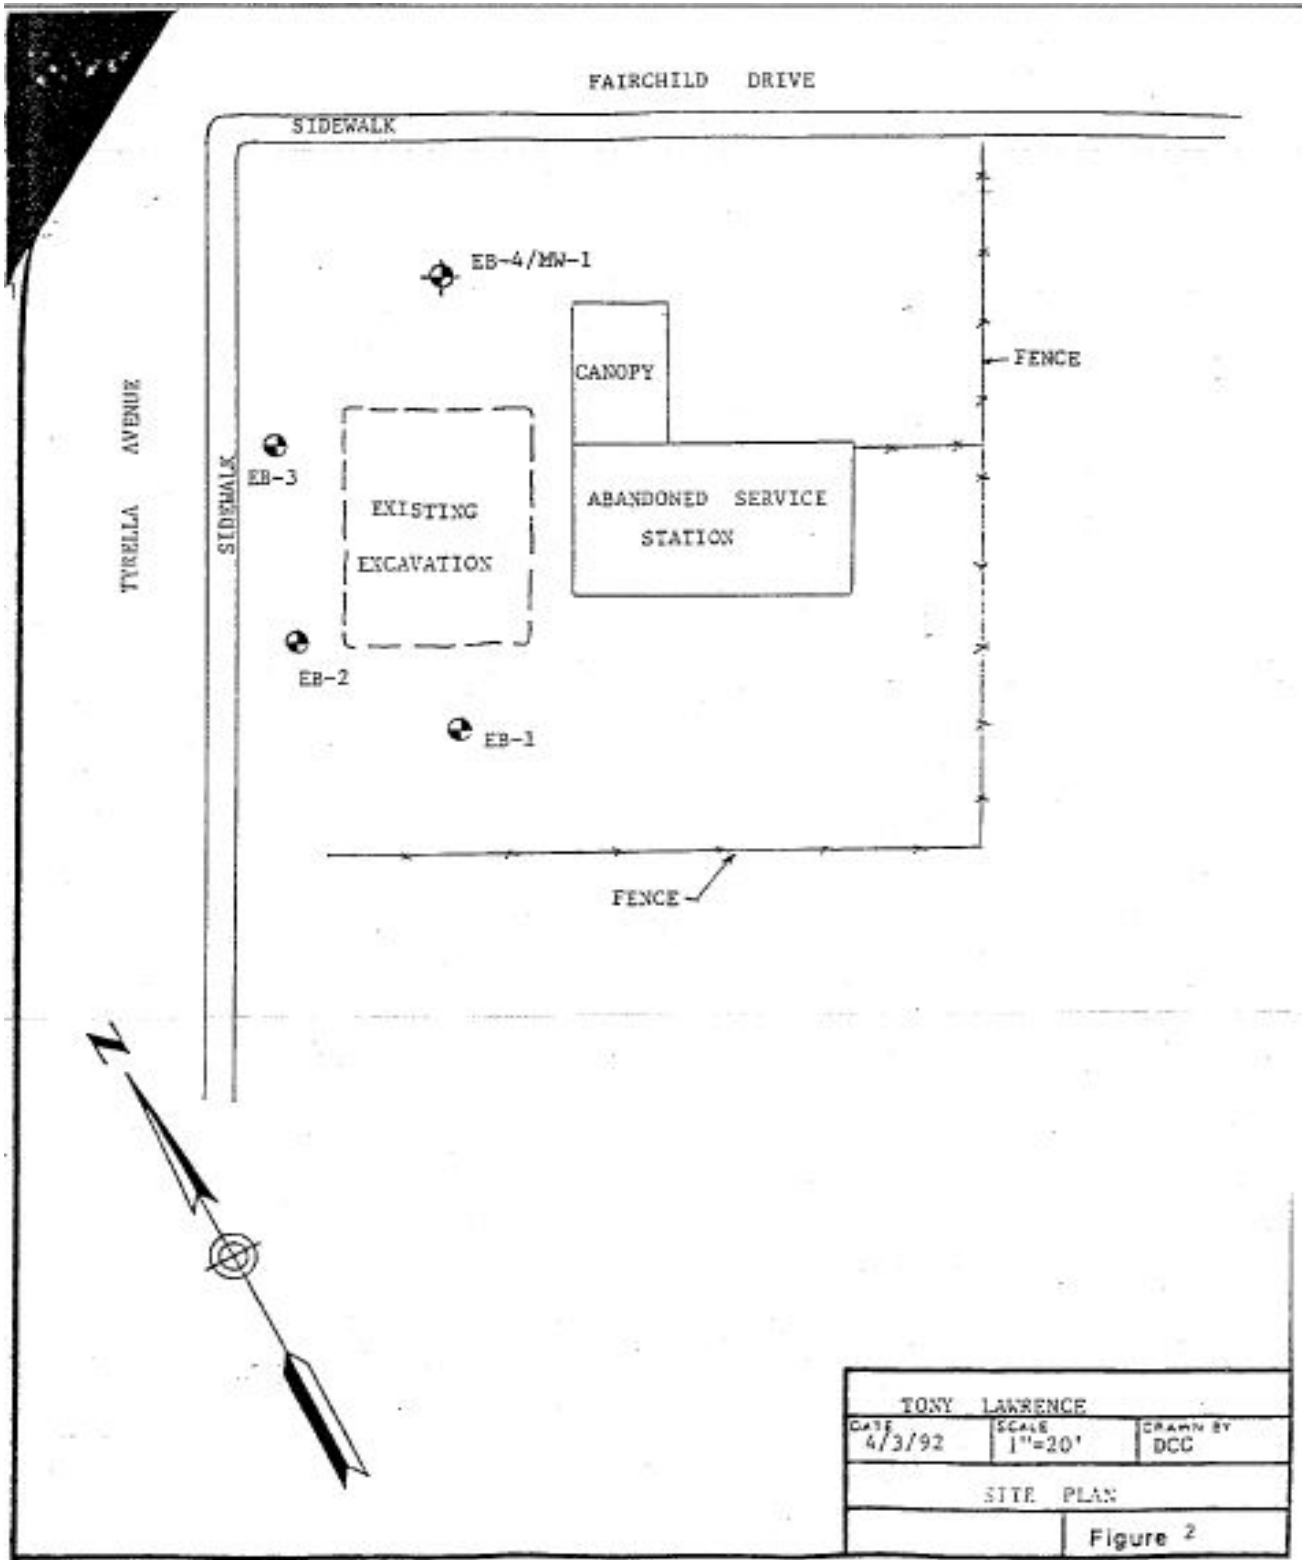 FAIRCHILD DRIVE
SIDEWALK
EB-4/MW-1
CANOPY
FENCE
TYRELLA AVENUE
SIDEWALK
EB-3
EXISTING
EXCAVATION
ABANDONED SERVICE
STATION
EB-2
EB-1
FENCE
N
TONY LAWRENCE
DATE
4/3/92
SCALE
1"=20'
DRAWN BY
DCG
SITE PLAN
Figure 2